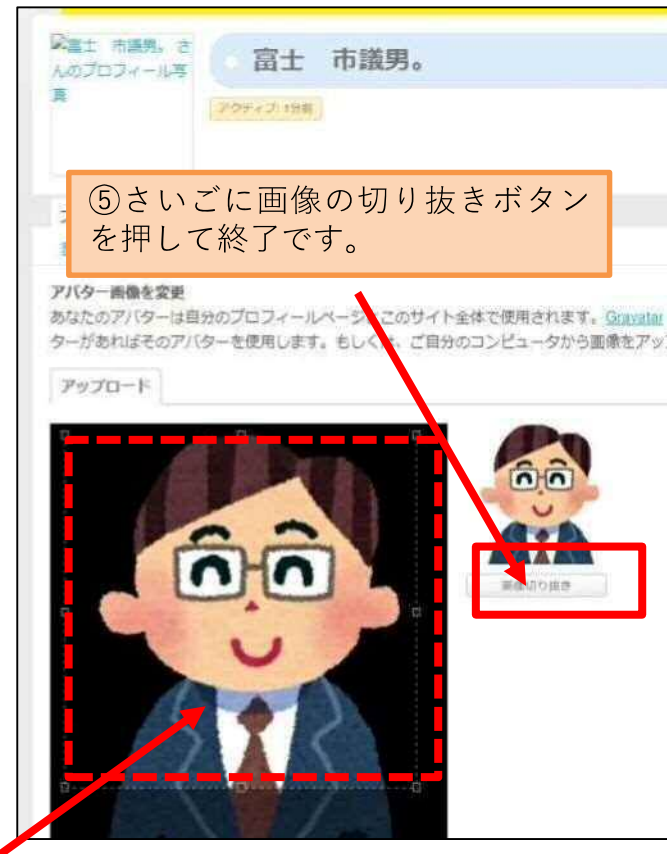 富士　市議男。さ
んのプロフィール写
真
富士　市議男。
アクティブ: 1分前
⑤さいごに画像の切り抜きボタン
を押して終了です。
アバター画像を変更
あなたのアバターは自分のプロフィールページ このサイト全体で使用されます。Gravatar
ターがあればそのアバターを使用します。もしく 、ご自分のコンピュータから画像をアッ
アップロード
画像切り抜き